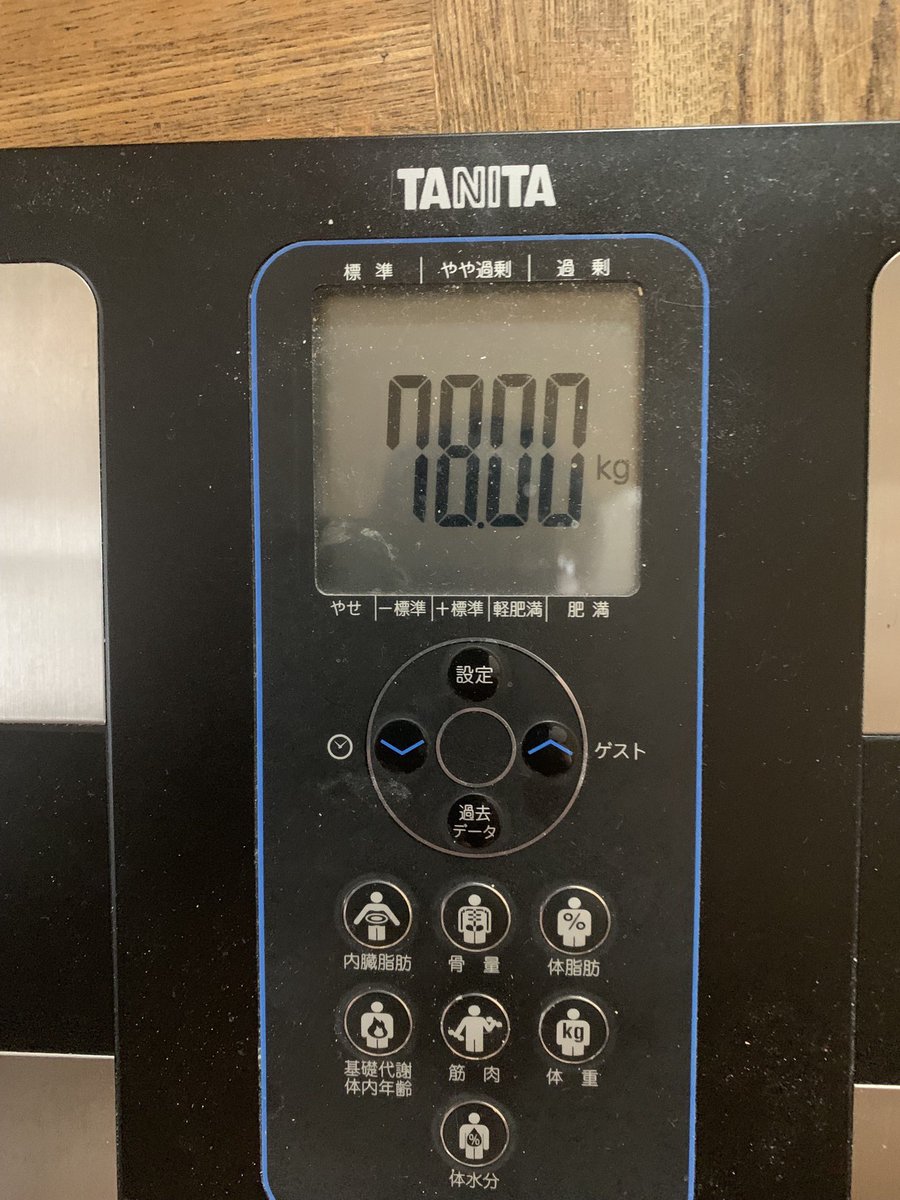 TANITA
標準 やや過剰 過剰
78.00 kg
やせ －標準 ＋標準 軽肥満 肥満
設定
ゲスト
過去
データ
%
内臓脂肪 骨量 体脂肪
kg
基礎代謝
体内年齢 筋肉 体重
%
体水分